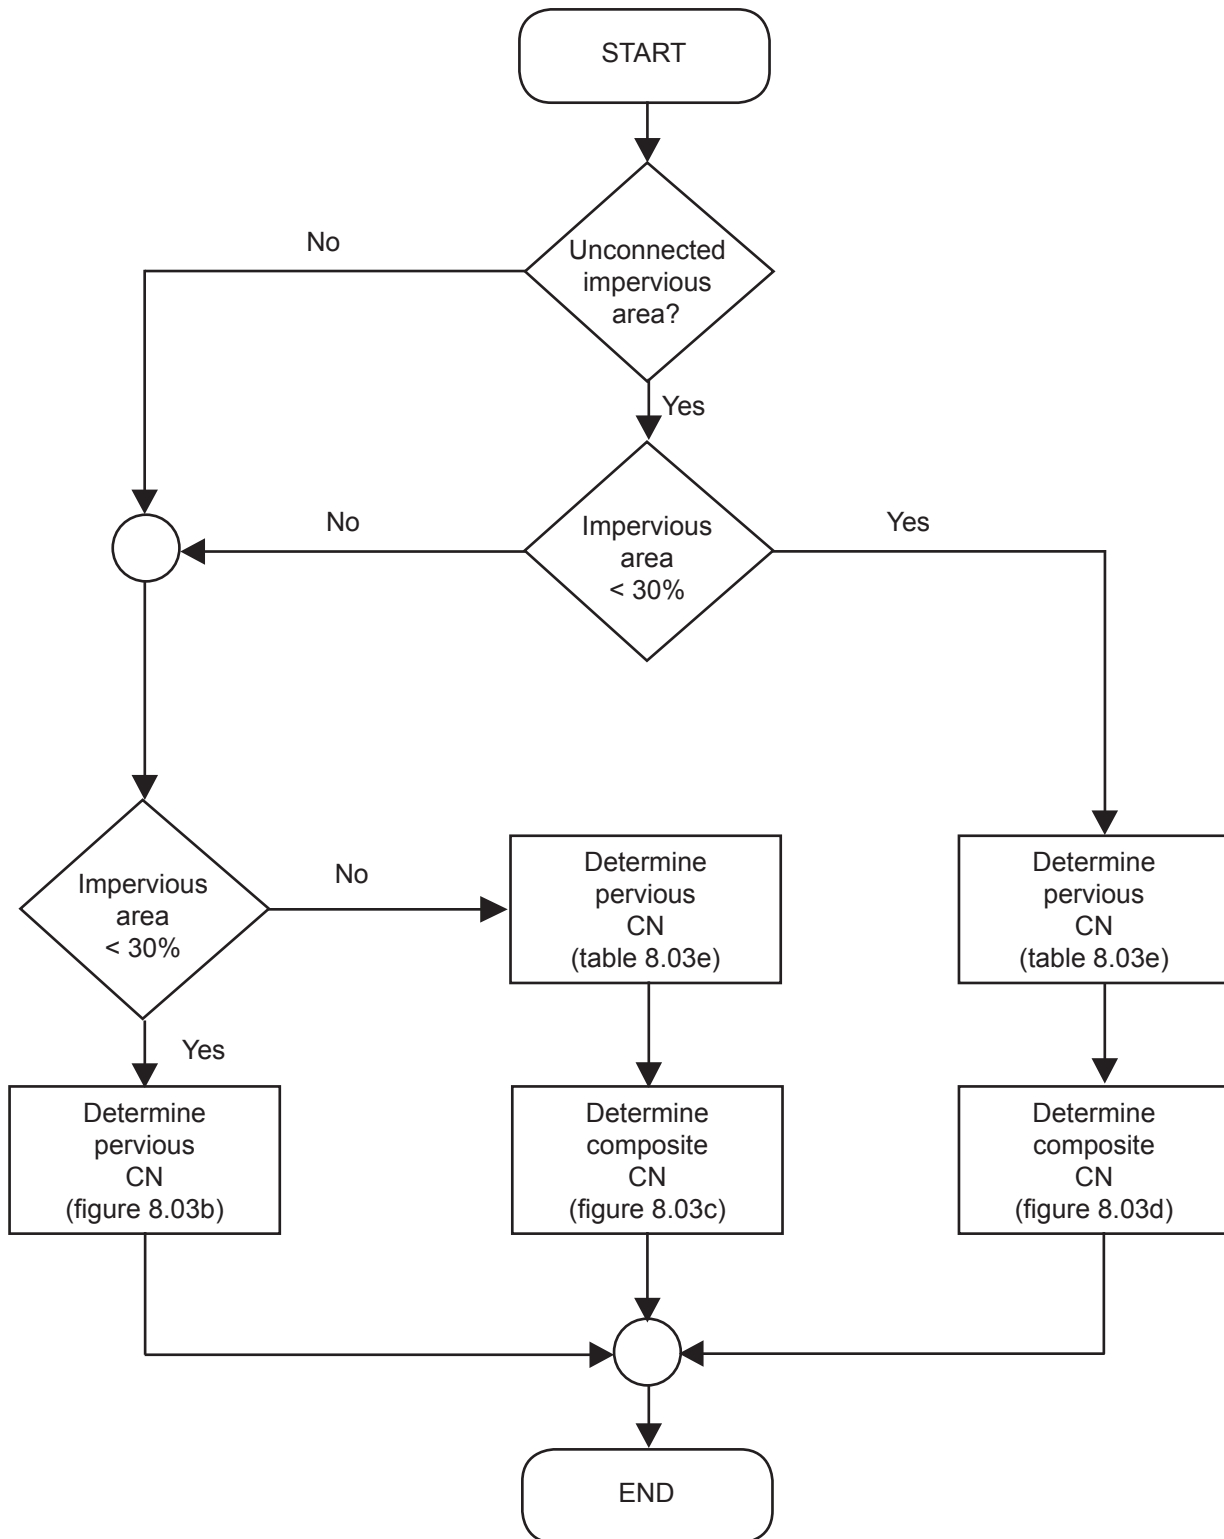 START
No
Unconnected
impervious
area?
Yes
No
Impervious
area
< 30%
Yes
Impervious
area
< 30%
No
Determine
pervious
CN
(table 8.03e)
Determine
pervious
CN
(table 8.03e)
Yes
Determine
pervious
CN
(figure 8.03b)
Determine
composite
CN
(figure 8.03c)
Determine
composite
CN
(figure 8.03d)
END